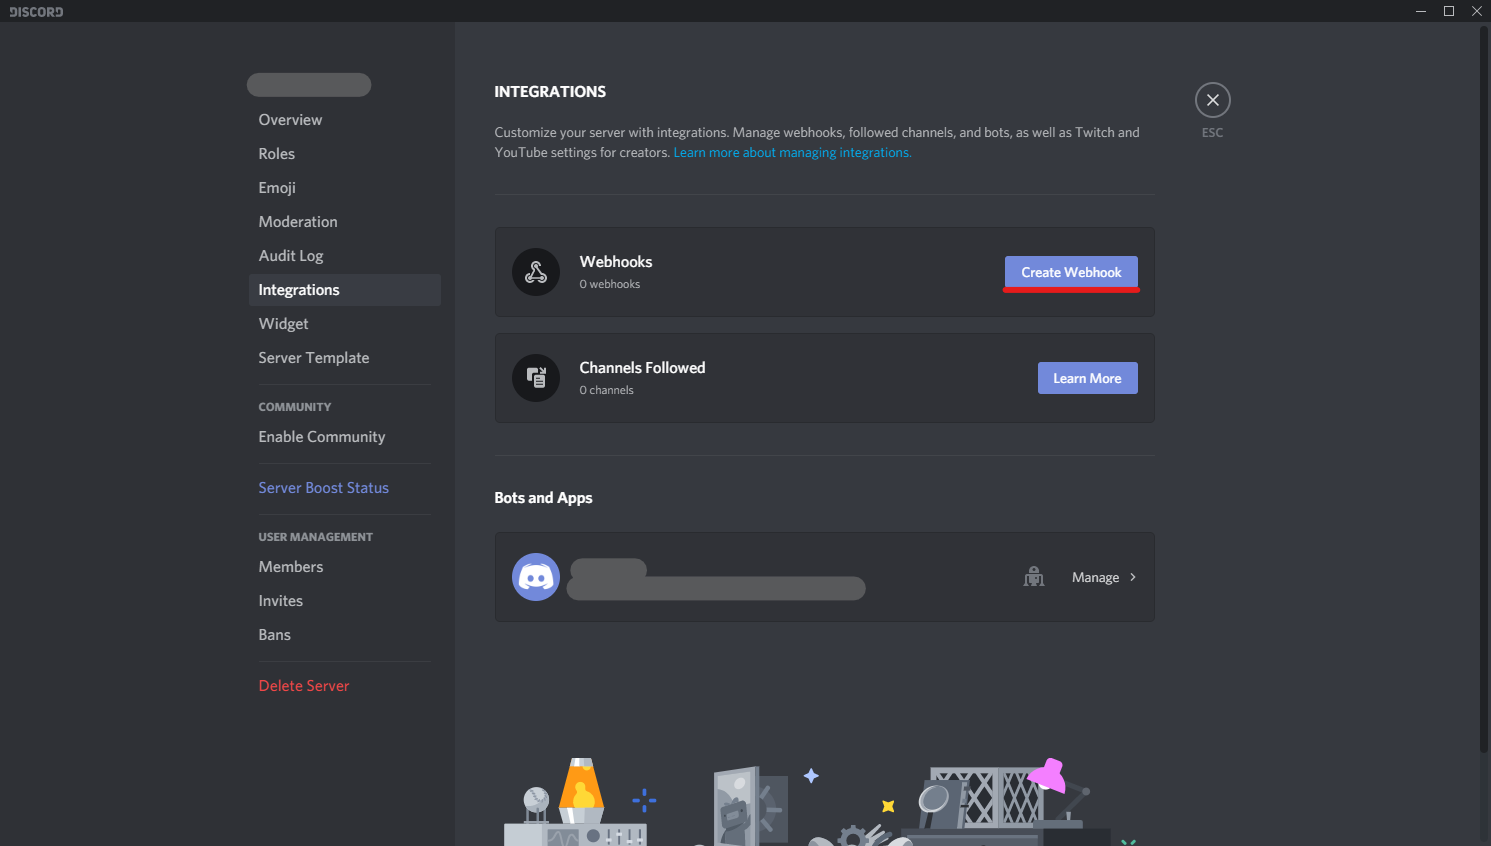 DISCORD
Overview
Roles
Emoji
Moderation
Audit Log
Integrations
Widget
Server Template
COMMUNITY
Enable Community
Server Boost Status
USER MANAGEMENT
Members
Invites
Bans
Delete Server
INTEGRATIONS
Customize your server with integrations. Manage webhooks, followed channels, and bots, as well as Twitch and
YouTube settings for creators. Learn more about managing integrations.
ESC
Webhooks
0 webhooks
Create Webhook
Channels Followed
0 channels
Learn More
Bots and Apps
Manage